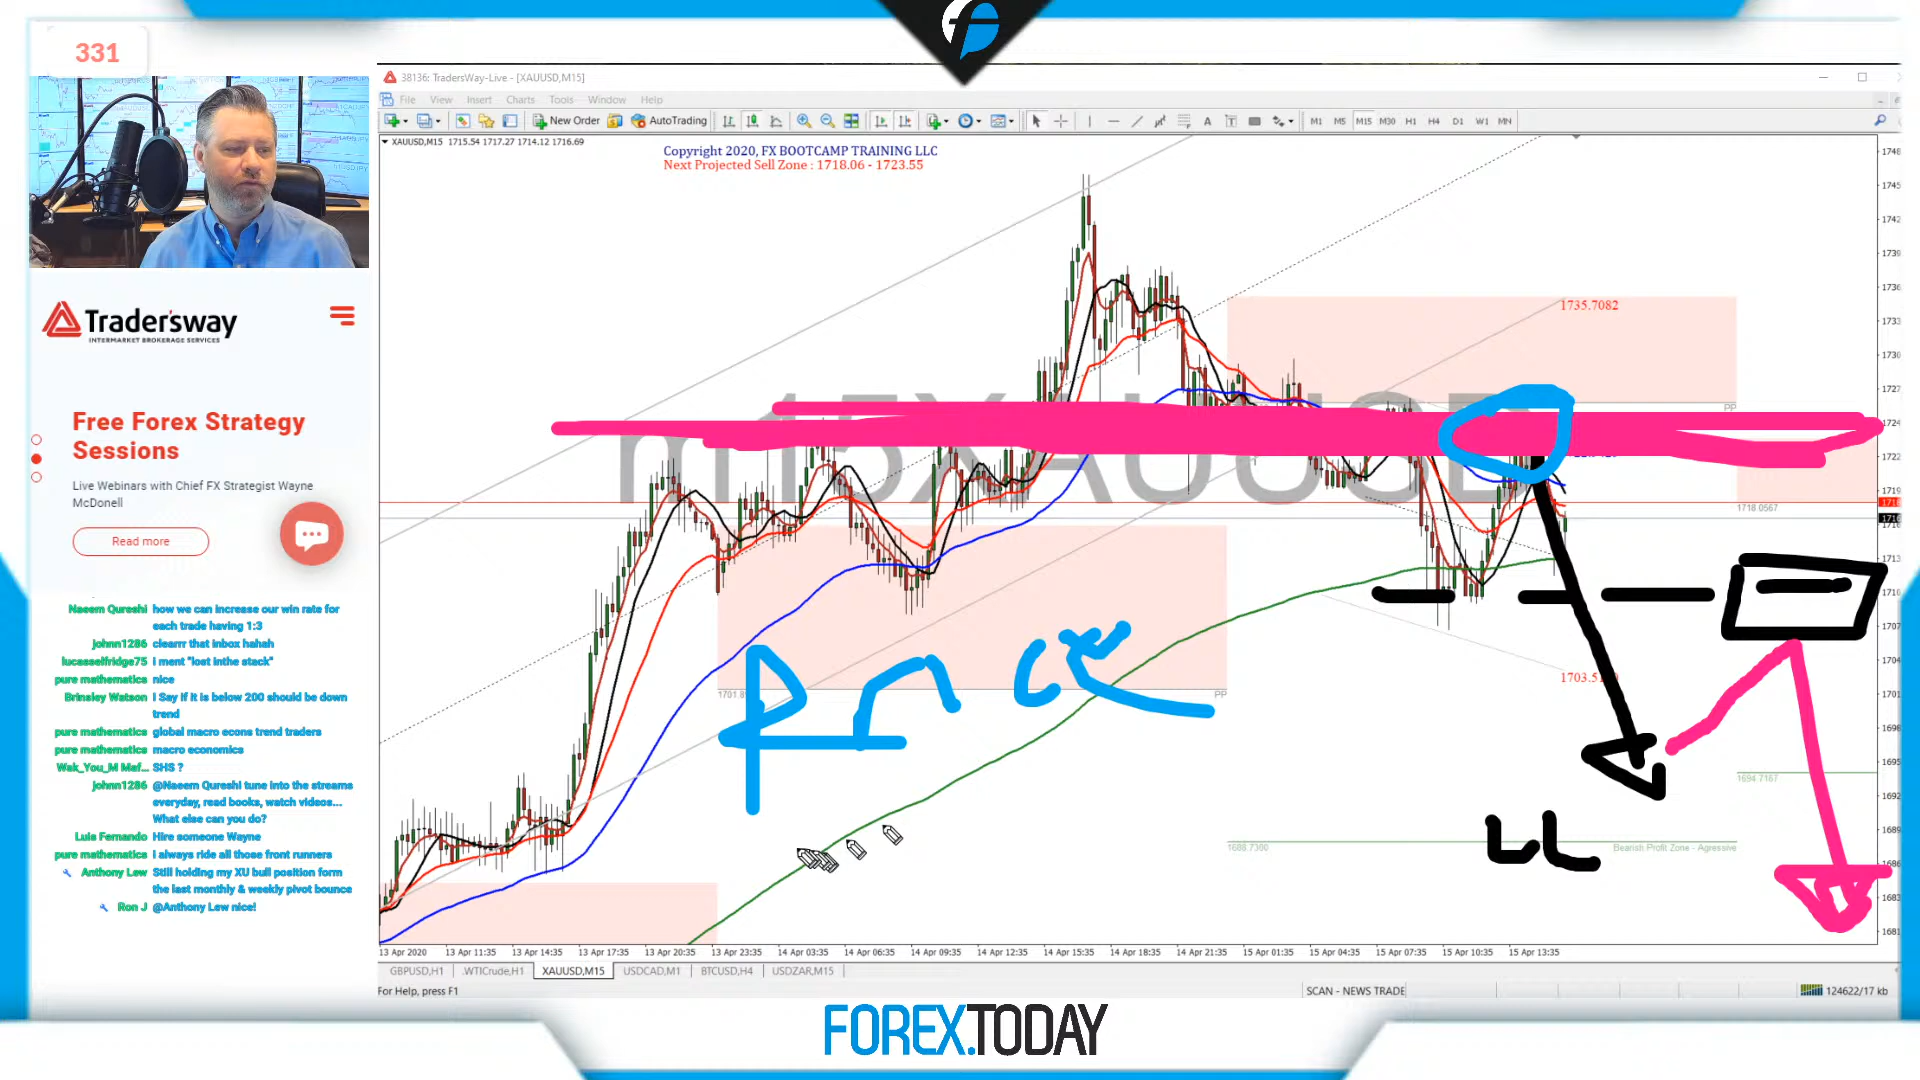 331
38136: TradersWay-Live - [XAUUSD,M15]
File View Insert Charts Tools Window Help
New Order AutoTrading M1 M5 M15 M30 H1 H4 D1 W1 MN
XAUUSD,M15 1715.54 1717.27 1714.12 1716.69
Copyright 2020, FX BOOTCAMP TRAINING LLC
Next Projected Sell Zone : 1718.06 - 1723.55
m15XAUUSD
1735.7082
PP
1718.0567
1694.7167
1688.7300
Bearish Profit Zone - Agressive
PP
Price
Trader'sway
INTERMARKET BROKERAGE SERVICES
Free Forex Strategy
Sessions
Live Webinars with Chief FX Strategist Wayne
McDonell
Read more
Naeem Qureshi how we can increase our win rate for
each trade having 1:3
johnn1286 clearrr that inbox hahah
lucasselfridge75 I ment "lost inthe stack"
pure mathematics nice
Brinsley Watson I Say if it is below 200 should be down
trend
pure mathematics global macro econs trend traders
pure mathematics macro economics
Wak_You_M Maf... SHS ?
johnn1286 @Naeem Qureshi tune into the streams
everyday, read books, watch videos...
What else can you do?
Luis Fernando Hire someone Wayne
pure mathematics I always ride all those front runners
Anthony Lew Still holding my XU bull position form
the last monthly & weekly pivot bounce
Ron J @Anthony Lew nice!
13 Apr 2020 13 Apr 11:35 13 Apr 14:35 13 Apr 17:35 13 Apr 20:35 13 Apr 23:35 14 Apr 03:35 14 Apr 06:35 14 Apr 09:35 14 Apr 12:35 14 Apr 15:35 14 Apr 18:35 14 Apr 21:35 15 Apr 01:35 15 Apr 04:35 15 Apr 07:35 15 Apr 10:35 15 Apr 13:35
GBPUSD,H1 .WTICrude,H1 XAUUSD,M15 USDCAD,M1 BTCUSD,H4 USDZAR,M15
For Help, press F1
SCAN - NEWS TRADE
124622/17 kb
FOREX.TODAY